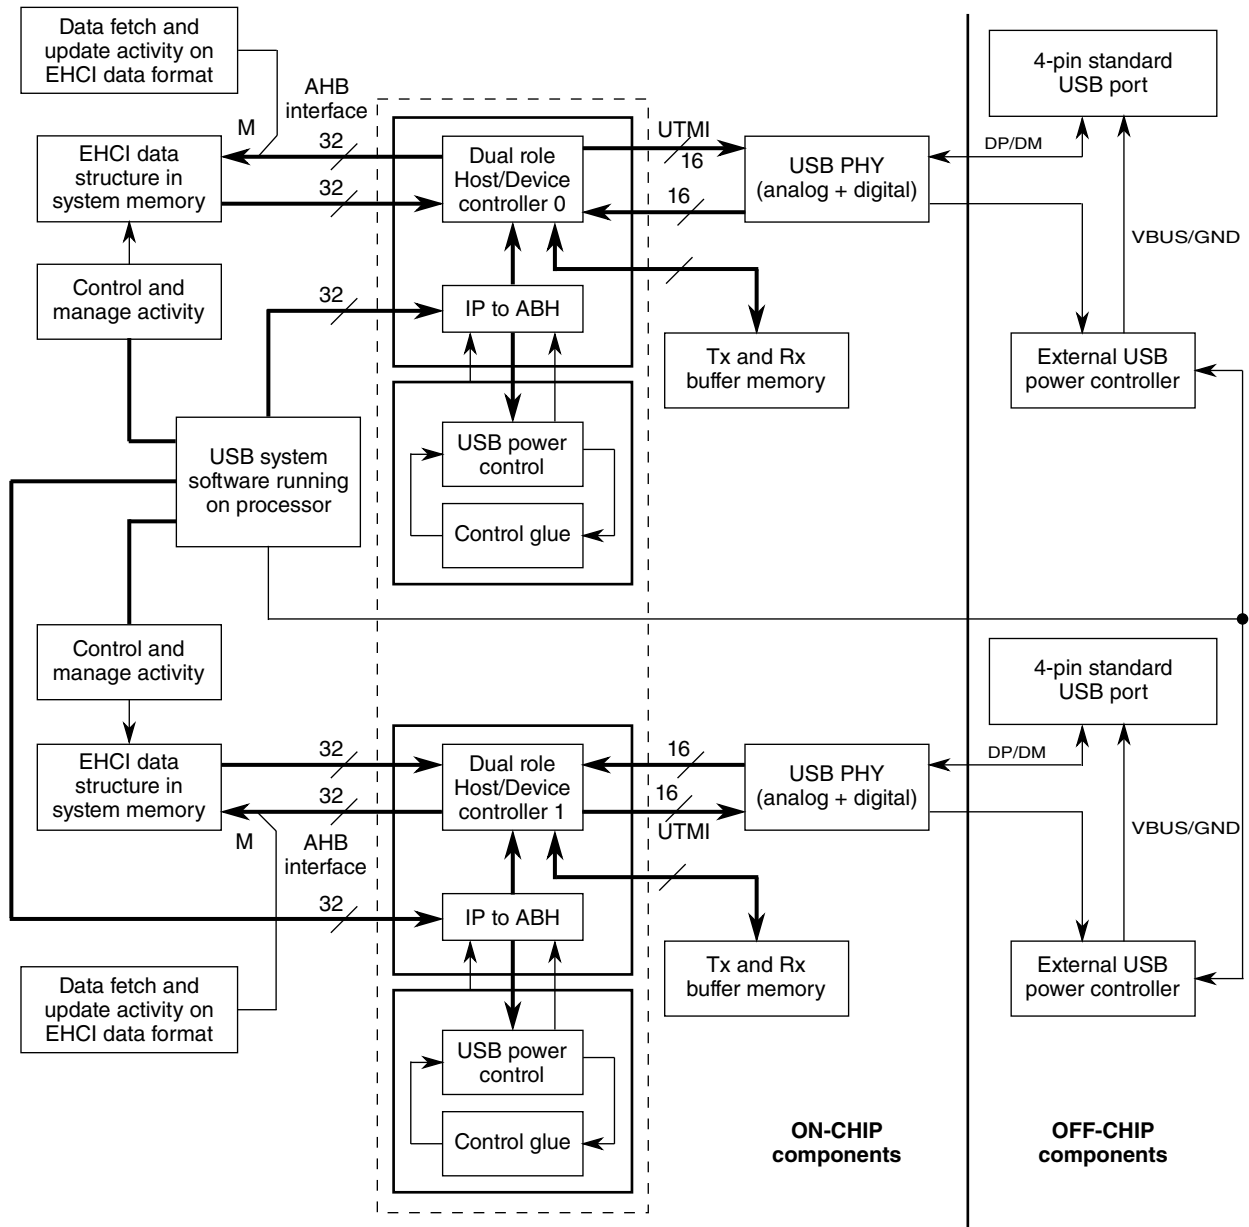 Data fetch and
update activity on
EHCI data format
AHB
interface
M
32
EHCI data
structure in
system memory
32
Dual role
Host/Device
controller 0
UTMI
16
16
USB PHY
(analog + digital)
DP/DM
4-pin standard
USB port
VBUS/GND
Control and
manage activity
32
IP to ABH
Tx and Rx
buffer memory
External USB
power controller
USB system
software running
on processor
USB power
control
Control glue
Control and
manage activity
4-pin standard
USB port
EHCI data
structure in
system memory
32
32
M
AHB
interface
Dual role
Host/Device
controller 1
16
16
UTMI
USB PHY
(analog + digital)
DP/DM
VBUS/GND
32
IP to ABH
Tx and Rx
buffer memory
External USB
power controller
Data fetch and
update activity on
EHCI data format
USB power
control
Control glue
ON-CHIP
components
OFF-CHIP
components